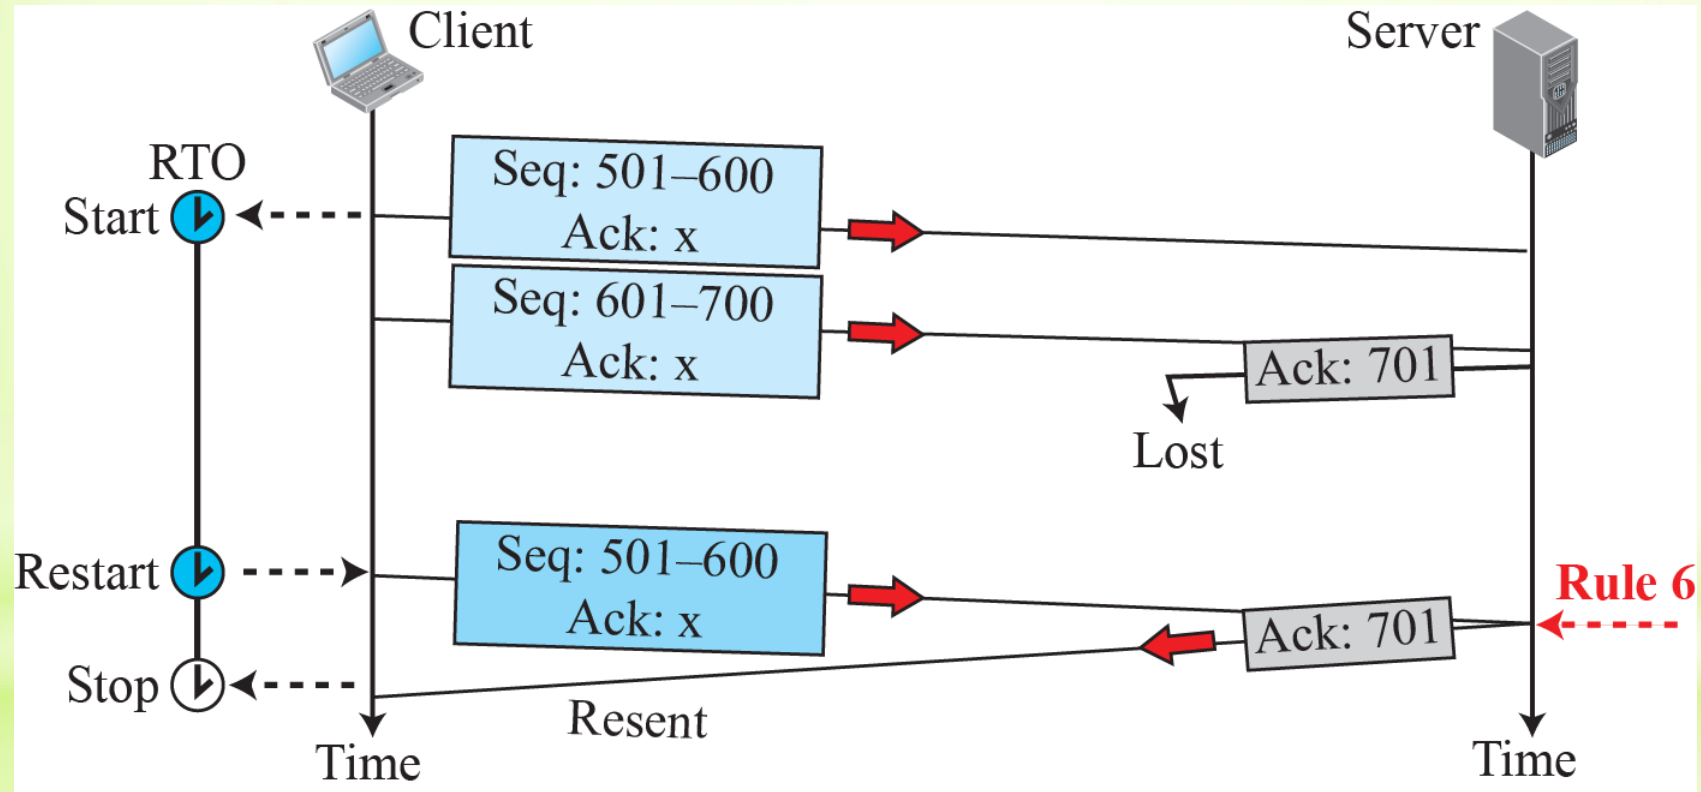 Client
Server
RTO
Start
Seq: 501–600
Ack: x
Seq: 601–700
Ack: x
Ack: 701
Lost
Restart
Seq: 501–600
Ack: x
Rule 6
Ack: 701
Stop
Resent
Time
Time